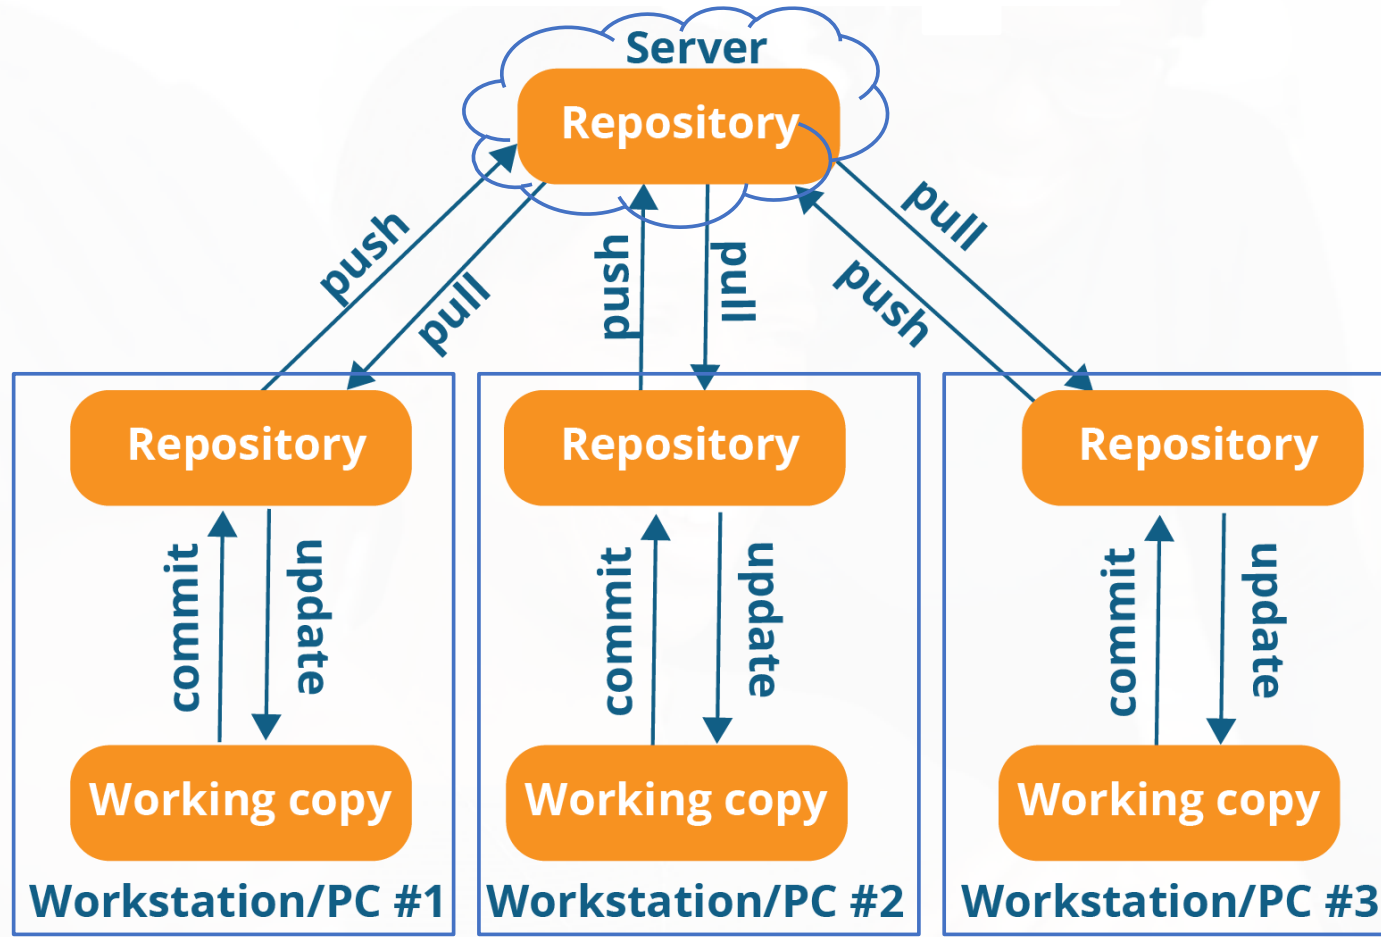 Server
Repository
push
pull
push
pull
push
pull
Repository
Repository
Repository
commit
update
commit
update
commit
update
Working copy
Working copy
Working copy
Workstation/PC #1
Workstation/PC #2
Workstation/PC #3